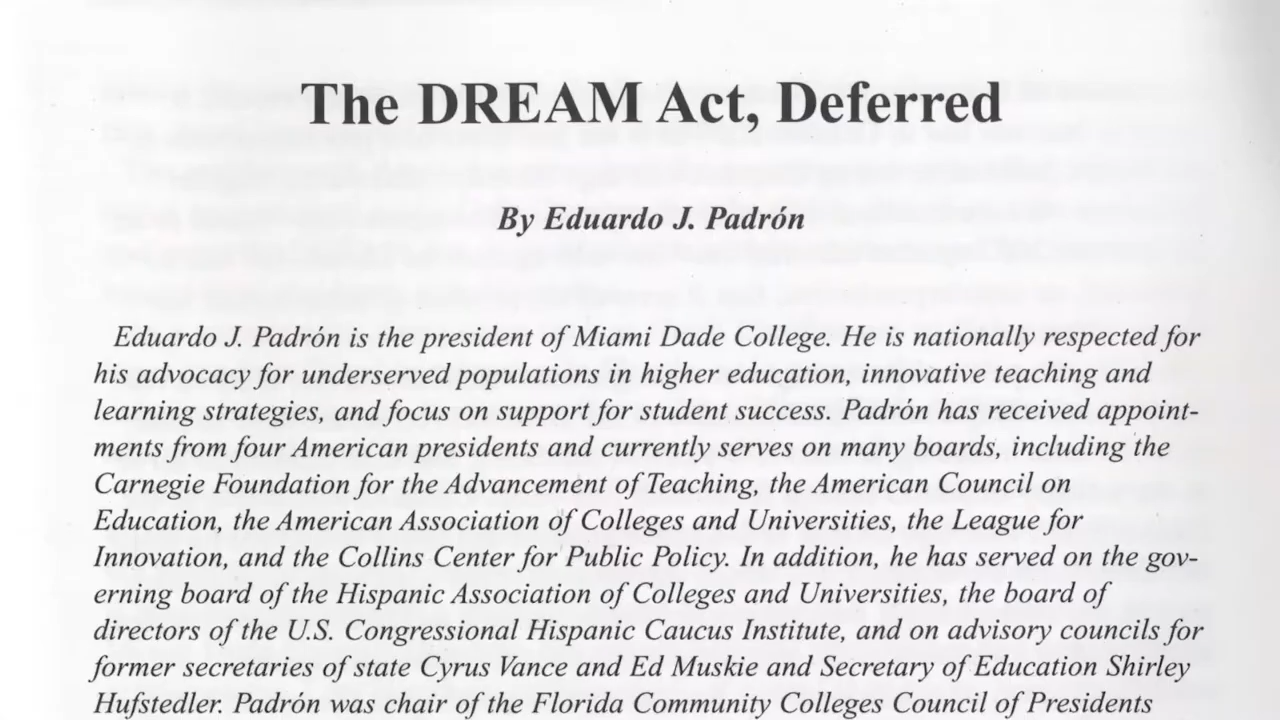 The DREAM Act, Deferred
By Eduardo J. Padrón
Eduardo J. Padrón is the president of Miami Dade College. He is nationally respected for
his advocacy for underserved populations in higher education, innovative teaching and
learning strategies, and focus on support for student success. Padrón has received appoint-
ments from four American presidents and currently serves on many boards, including the
Carnegie Foundation for the Advancement of Teaching, the American Council on
Education, the American Association of Colleges and Universities, the League for
Innovation, and the Collins Center for Public Policy. In addition, he has served on the gov-
erning board of the Hispanic Association of Colleges and Universities, the board of
directors of the U.S. Congressional Hispanic Caucus Institute, and on advisory councils for
former secretaries of state Cyrus Vance and Ed Muskie and Secretary of Education Shirley
Hufstedler. Padrón was chair of the Florida Community Colleges Council of Presidents